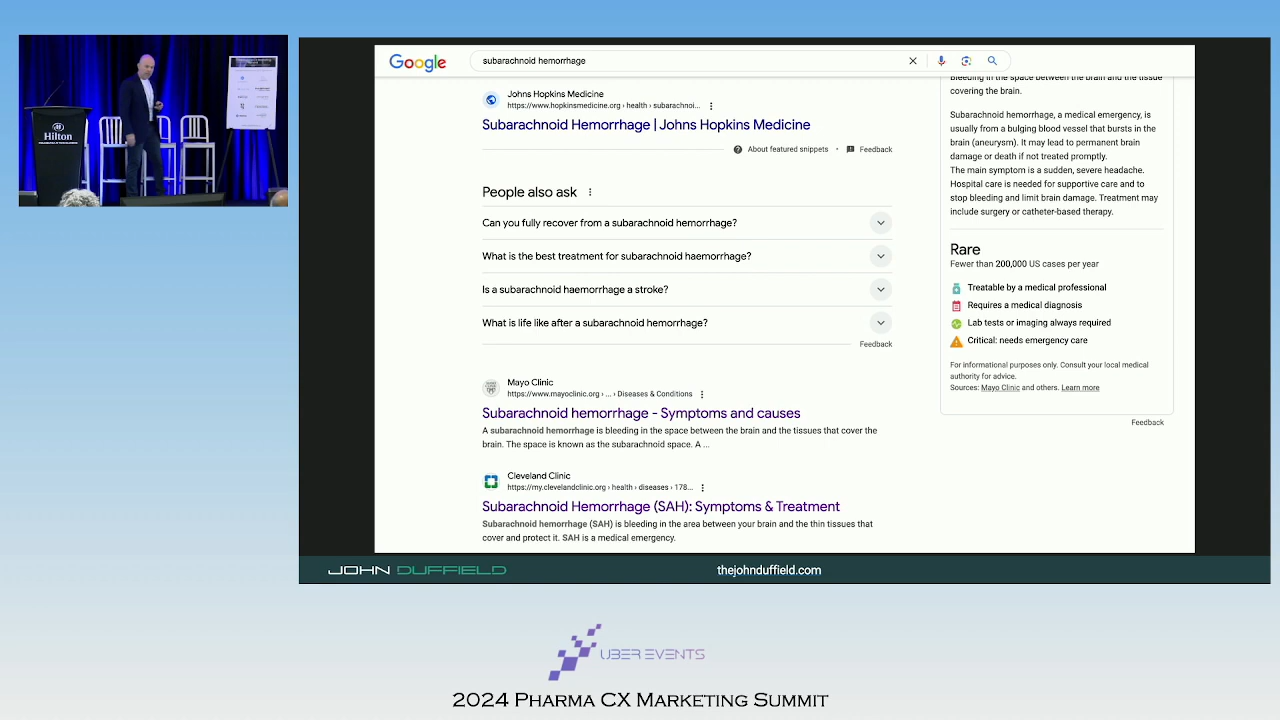 Hilton
Google
subarachnoid hemorrhage
Johns Hopkins Medicine
https://www.hopkinsmedicine.org › health › subarachnoi...
Subarachnoid Hemorrhage | Johns Hopkins Medicine
About featured snippets • Feedback
People also ask
Can you fully recover from a subarachnoid hemorrhage?
What is the best treatment for subarachnoid haemorrhage?
Is a subarachnoid haemorrhage a stroke?
What is life like after a subarachnoid hemorrhage?
Feedback
Mayo Clinic
https://www.mayoclinic.org › ... › Diseases & Conditions
Subarachnoid hemorrhage - Symptoms and causes
A subarachnoid hemorrhage is bleeding in the space between the brain and the tissues that cover the
brain. The space is known as the subarachnoid space. A ...
Cleveland Clinic
https://my.clevelandclinic.org › health › diseases › 178...
Subarachnoid Hemorrhage (SAH): Symptoms & Treatment
Subarachnoid hemorrhage (SAH) is bleeding in the area between your brain and the thin tissues that
cover and protect it. SAH is a medical emergency.
bleeding in the space between the brain and the tissue
covering the brain.
Subarachnoid hemorrhage, a medical emergency, is
usually from a bulging blood vessel that bursts in the
brain (aneurysm). It may lead to permanent brain
damage or death if not treated promptly.
The main symptom is a sudden, severe headache.
Hospital care is needed for supportive care and to
stop bleeding and limit brain damage. Treatment may
include surgery or catheter-based therapy.
Rare
Fewer than 200,000 US cases per year
Treatable by a medical professional
Requires a medical diagnosis
Lab tests or imaging always required
Critical: needs emergency care
For informational purposes only. Consult your local medical
authority for advice.
Sources: Mayo Clinic and others. Learn more
Feedback
JOHN DUFFIELD
thejohnduffield.com
UBER EVENTS
2024 PHARMA CX MARKETING SUMMIT